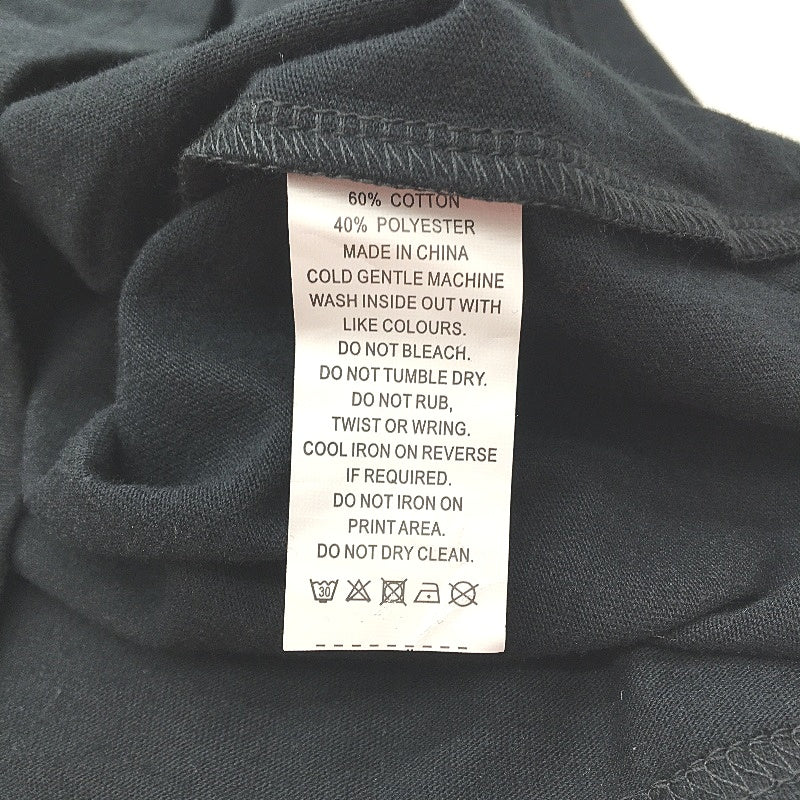 60% COTTON
40% POLYESTER
MADE IN CHINA
COLD GENTLE MACHINE
WASH INSIDE OUT WITH
LIKE COLOURS.
DO NOT BLEACH.
DO NOT TUMBLE DRY.
DO NOT RUB,
TWIST OR WRING.
COOL IRON ON REVERSE
IF REQUIRED.
DO NOT IRON ON
PRINT AREA.
DO NOT DRY CLEAN.
30